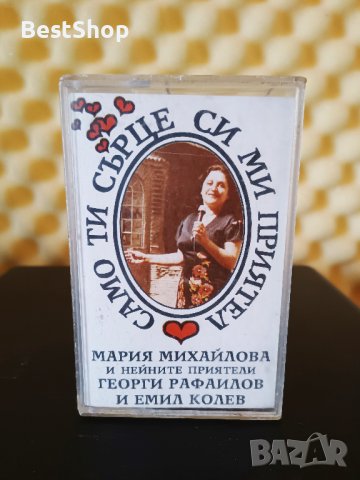 BestShop
САМО ТИ СЪРЦЕ СИ МИ ПРИЯТЕЛ
МАРИЯ МИХАЙЛОВА
И НЕЙНИТЕ ПРИЯТЕЛИ
ГЕОРГИ РАФАИЛОВ
И ЕМИЛ КОЛЕВ
BAZAR